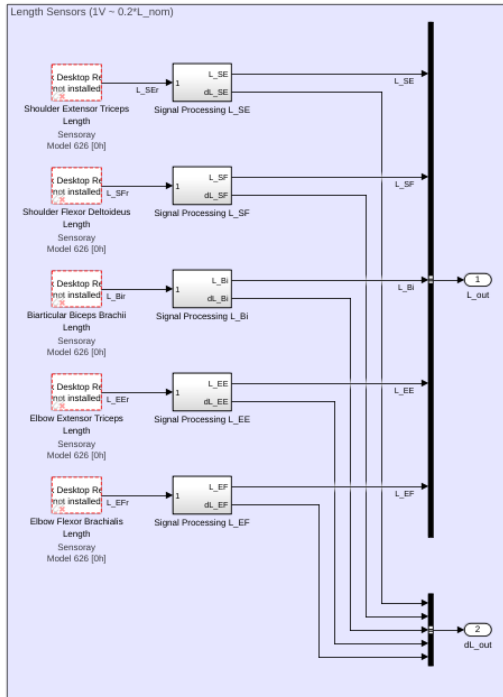 Length Sensors (1V ~ 0.2*L_nom)
Desktop Re
not installed
L_SEr
1
L_SE
dL_SE
L_SE
Shoulder Extensor Triceps
Length
Signal Processing L_SE
Sensoray
Model 626 [0h]
Desktop Re
not installed
L_SFr
1
L_SF
dL_SF
L_SF
Shoulder Flexor Deltoideus
Length
Signal Processing L_SF
Sensoray
Model 626 [0h]
Desktop Re
not installed
L_Bir
1
L_Bi
dL_Bi
L_Bi
1
L_out
Biarticular Biceps Brachii
Length
Signal Processing L_Bi
Sensoray
Model 626 [0h]
Desktop Re
not installed
L_EEr
1
L_EE
dL_EE
L_EE
Elbow Extensor Triceps
Length
Signal Processing L_EE
Sensoray
Model 626 [0h]
Desktop Re
not installed
L_EFr
1
L_EF
dL_EF
L_EF
Elbow Flexor Brachialis
Length
Signal Processing L_EF
Sensoray
Model 626 [0h]
2
dL_out